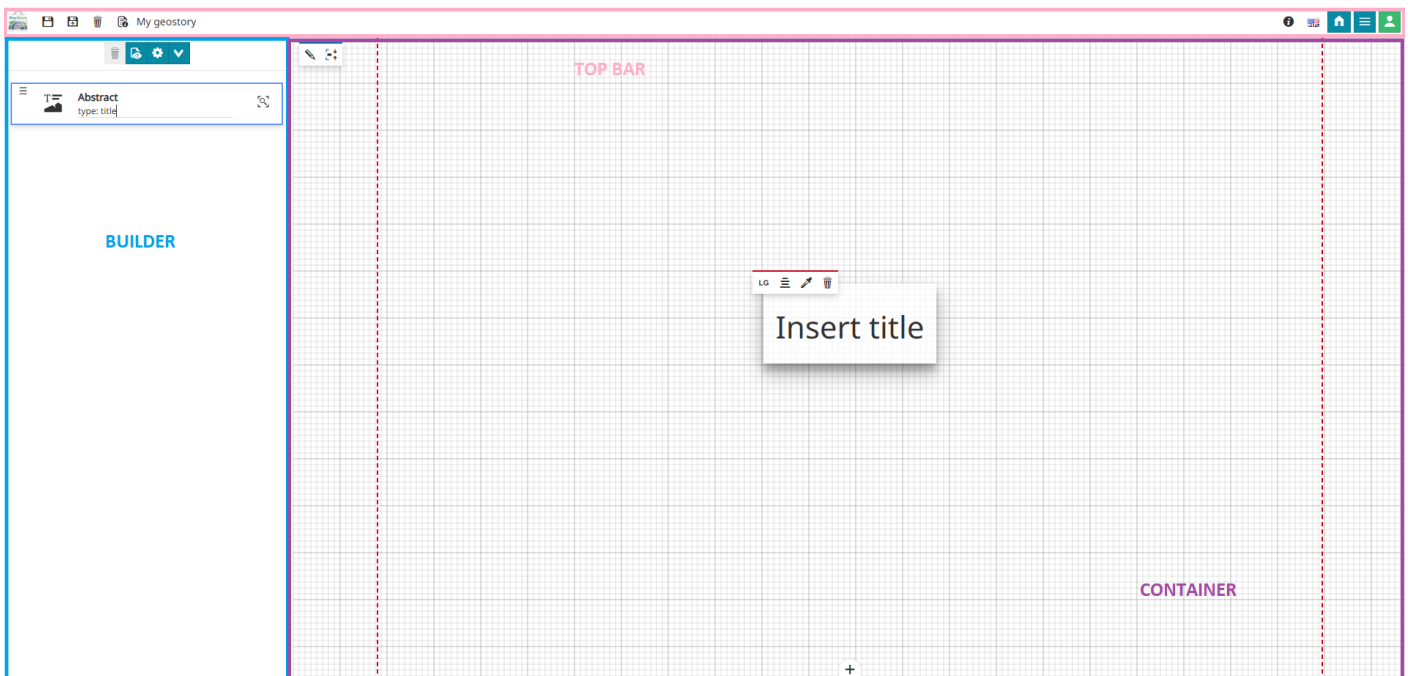 My geostory
TOP BAR
Abstract
type: title
BUILDER
LG
Insert title
CONTAINER